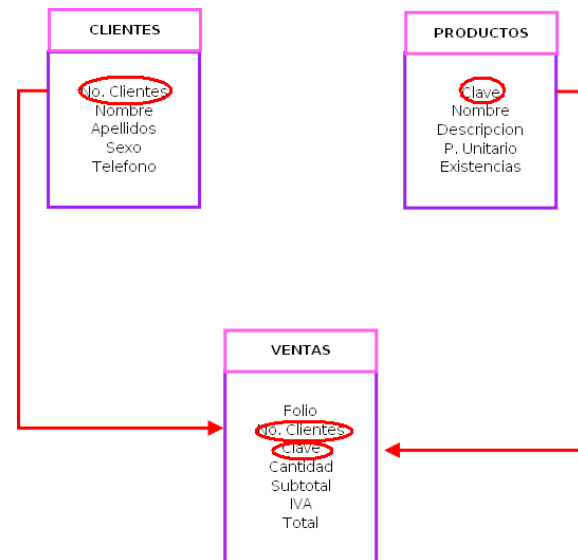 CLIENTES
No. Clientes
Nombre
Apellidos
Sexo
Telefono
PRODUCTOS
Clave
Nombre
Descripcion
P. Unitario
Existencias
VENTAS
Folio
No. Clientes
Clave
Cantidad
Subtotal
IVA
Total